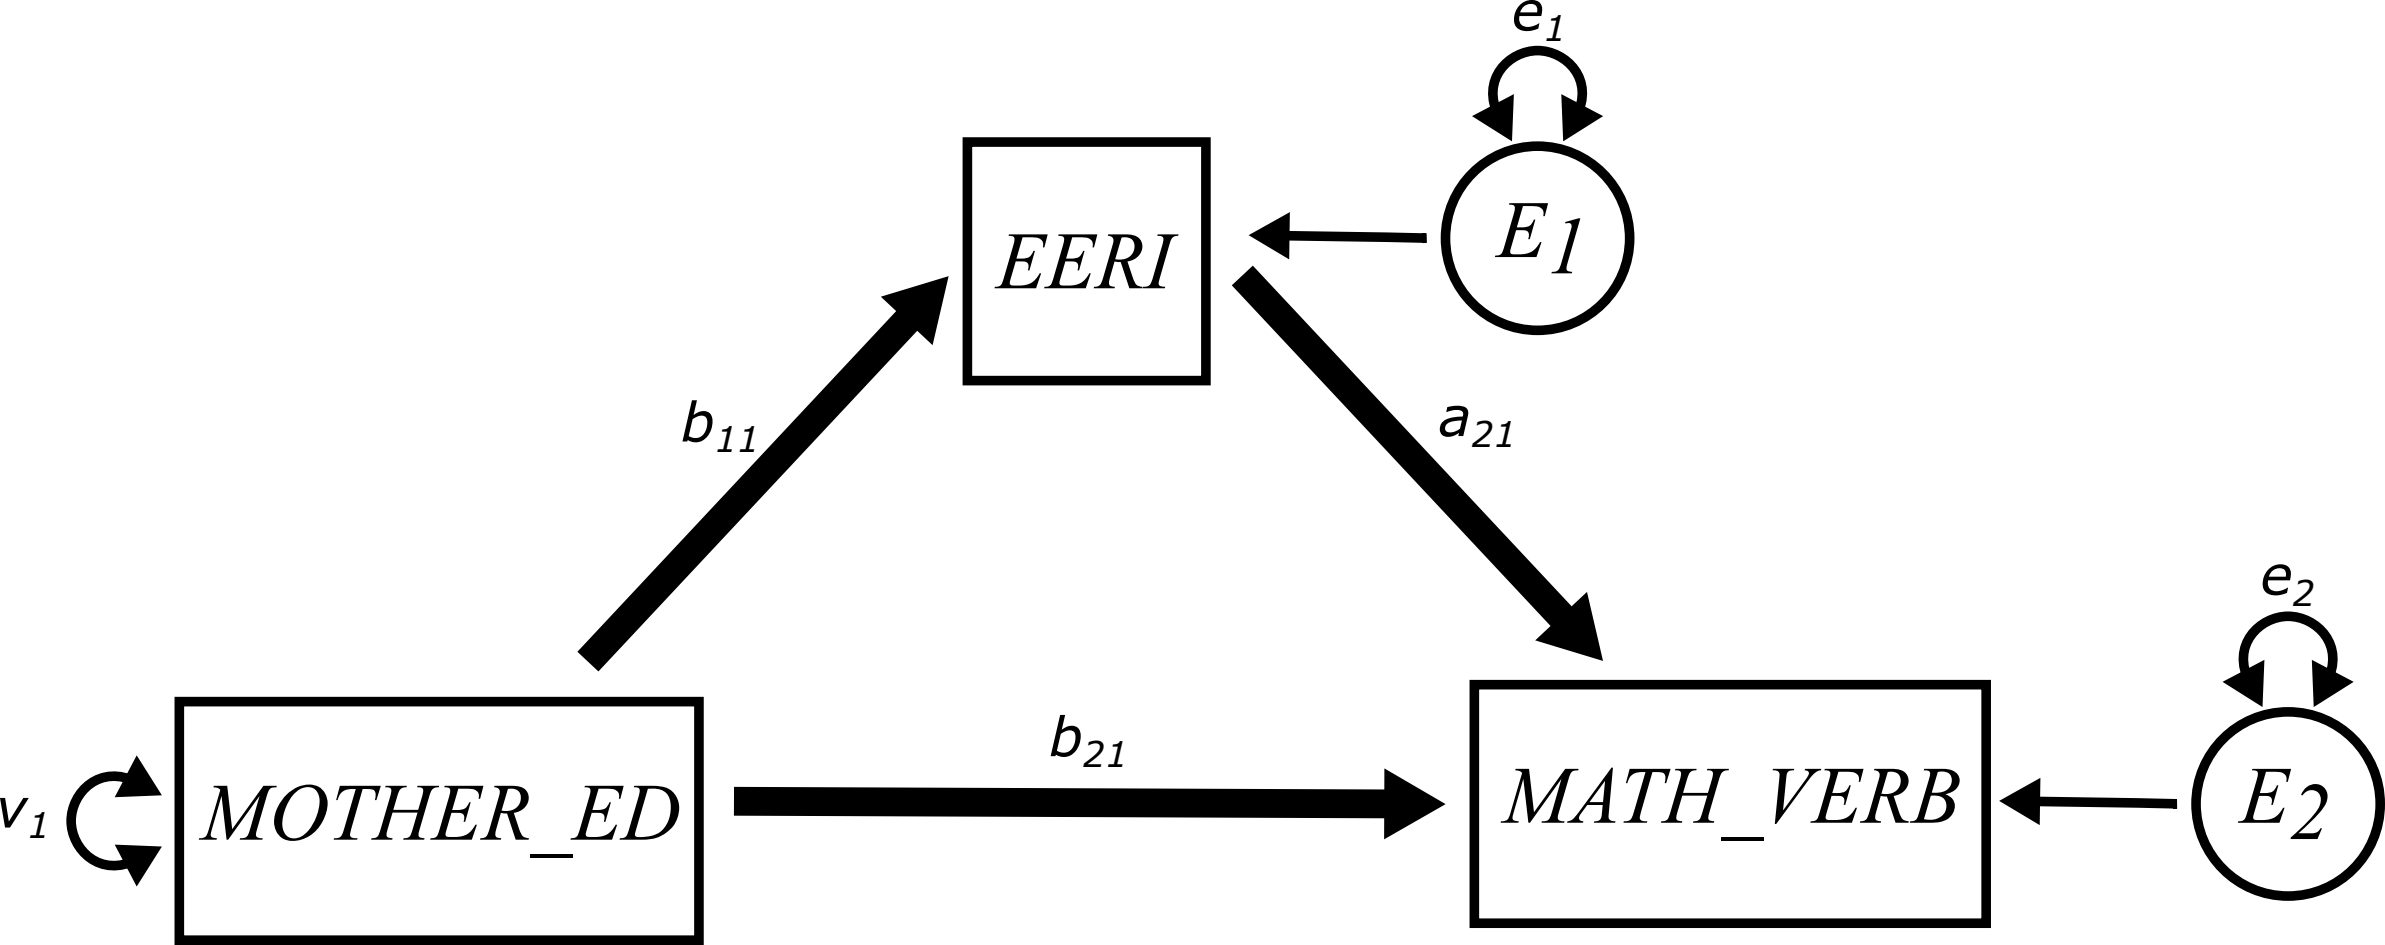 e1
EERI
E1
b11
a21
e2
b21
v1
MOTHER_ED
MATH_VERB
E2